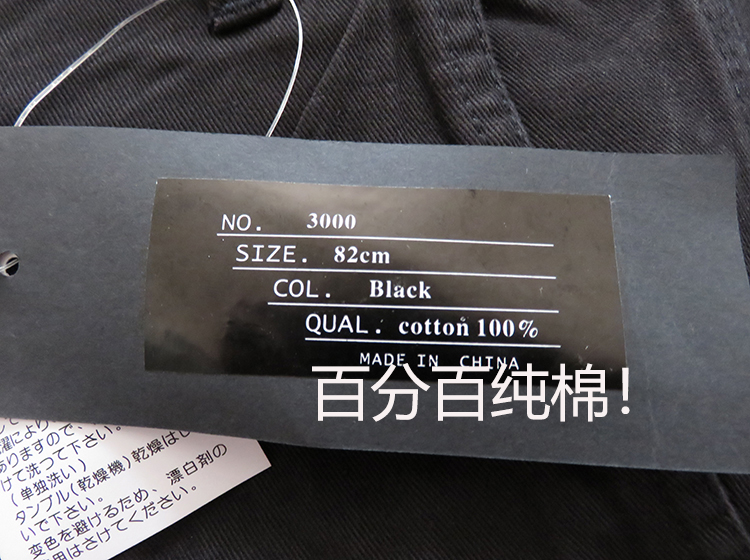 NO. 3000
SIZE. 82cm
COL. Black
QUAL. cotton 100%
MADE IN CHINA
百分百纯棉!
ありますので、
けて洗って下さい。
(単独洗い)
タンブル(乾燥機)乾燥はし
いで下さい。
変色を避けるため、漂白剤の
用はさけてください。